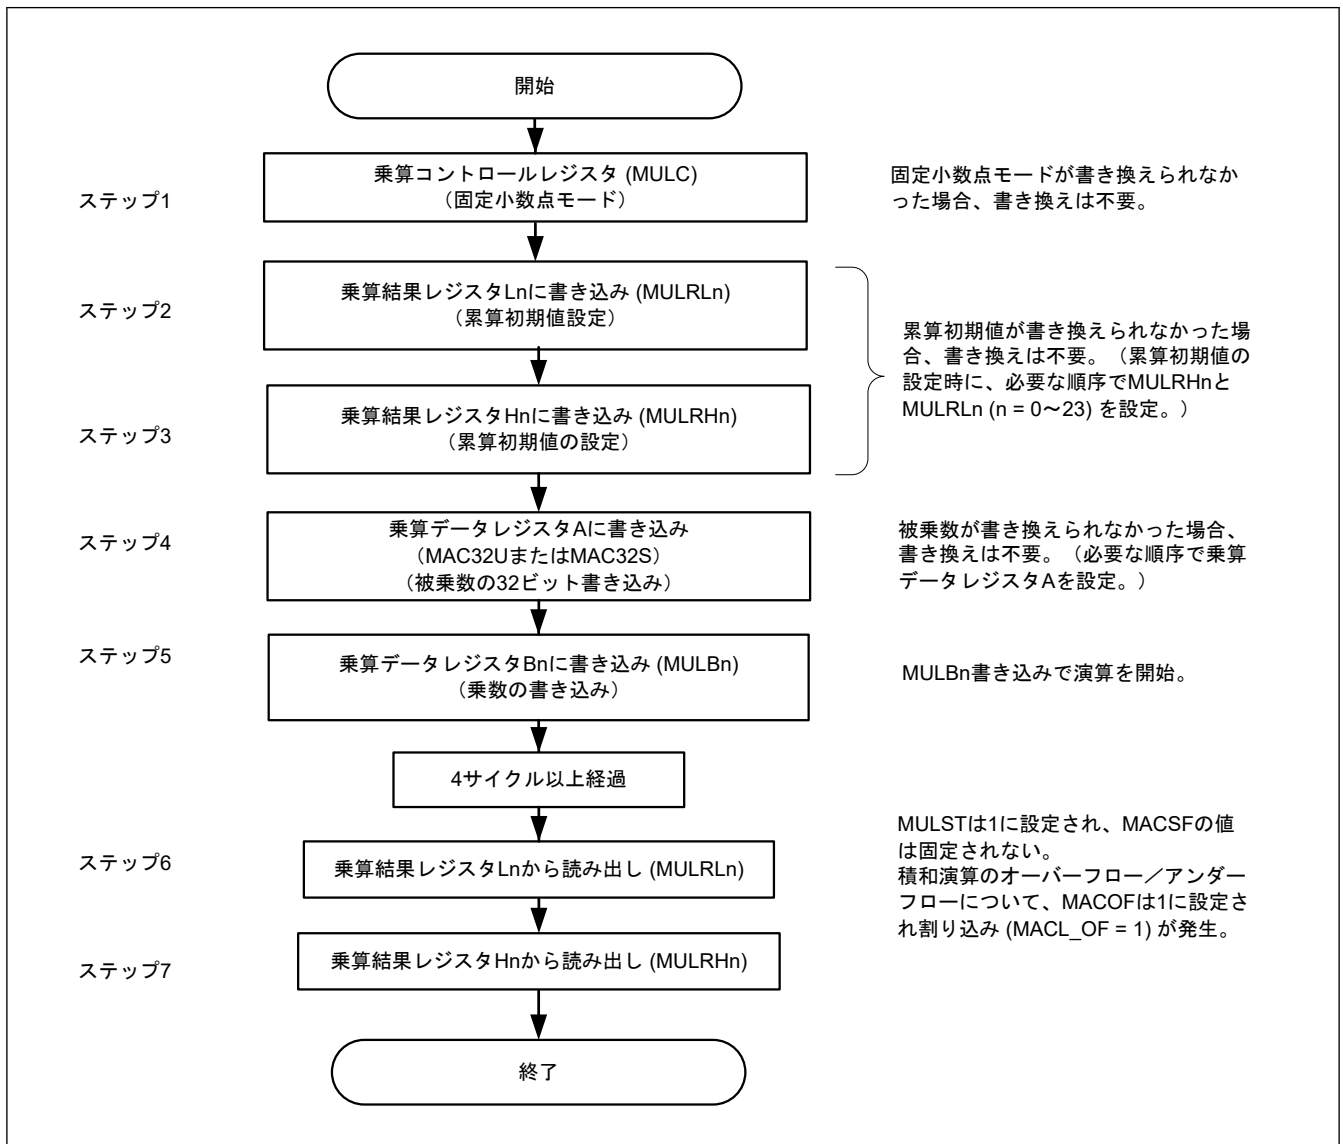 開始
ステップ1
乗算コントロールレジスタ (MULC)
（固定小数点モード）
固定小数点モードが書き換えられなか
った場合、書き換えは不要。
ステップ2
乗算結果レジスタLnに書き込み (MULRLn)
（累算初期値設定）
ステップ3
乗算結果レジスタHnに書き込み (MULRHn)
（累算初期値の設定）
累算初期値が書き換えられなかった場
合、書き換えは不要。（累算初期値の
設定時に、必要な順序でMULRHnと
MULRLn (n = 0～23) を設定。）
ステップ4
乗算データレジスタAに書き込み
（MAC32UまたはMAC32S）
（被乗数の32ビット書き込み）
被乗数が書き換えられなかった場合、
書き換えは不要。（必要な順序で乗算
データレジスタAを設定。）
ステップ5
乗算データレジスタBnに書き込み (MULBn)
（乗数の書き込み）
MULBn書き込みで演算を開始。
4サイクル以上経過
ステップ6
乗算結果レジスタLnから読み出し (MULRLn)
MULSTは1に設定され、MACSFの値
は固定されない。
積和演算のオーバーフロー／アンダー
フローについて、MACOFは1に設定さ
れ割り込み (MACL_OF = 1) が発生。
ステップ7
乗算結果レジスタHnから読み出し (MULRHn)
終了